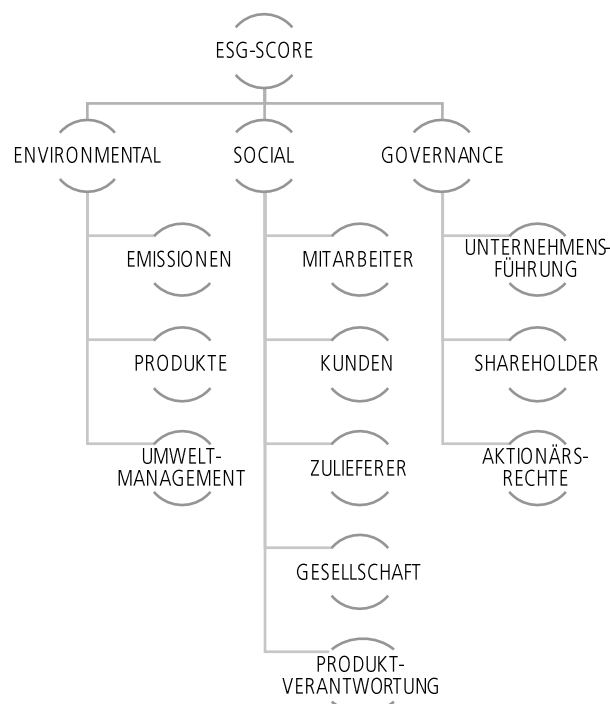 ESG-SCORE
ENVIRONMENTAL
SOCIAL
GOVERNANCE
EMISSIONEN
PRODUKTE
UMWELT-
MANAGEMENT
MITARBEITER
KUNDEN
ZULIEFERER
GESELLSCHAFT
PRODUKT-
VERANTWORTUNG
UNTERNEHMENS-
FÜHRUNG
SHAREHOLDER
AKTIONÄRS-
RECHTE